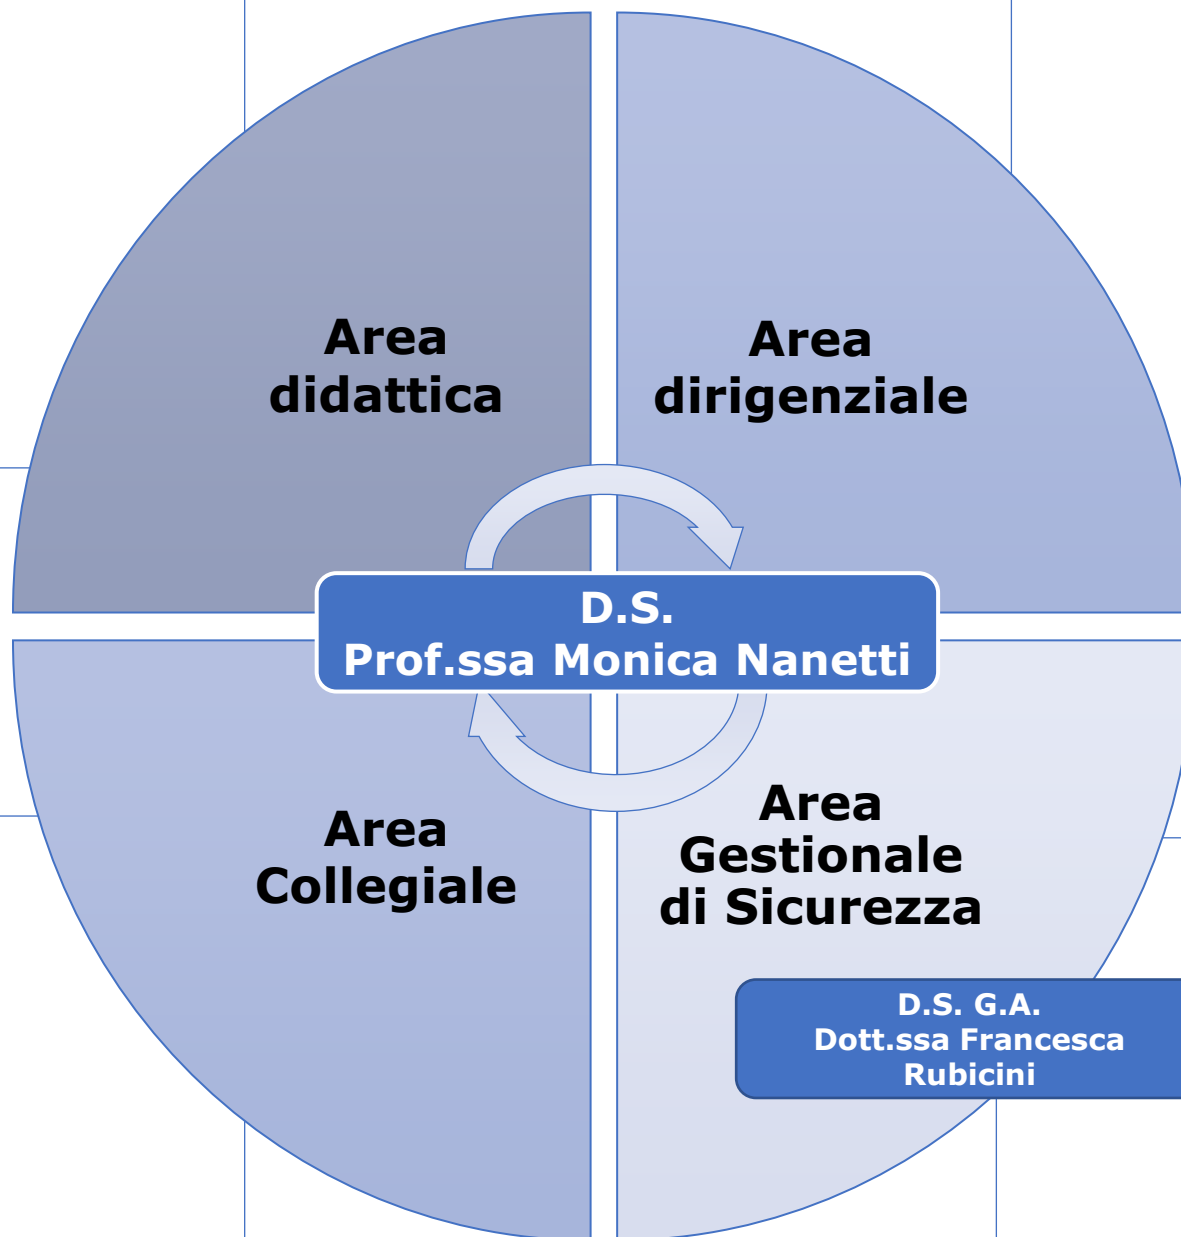 Area
didattica
Area
dirigenziale
D.S.
Prof.ssa Monica Nanetti
Area
Collegiale
Area
Gestionale
di Sicurezza
D.S. G.A.
Dott.ssa Francesca
Rubicini